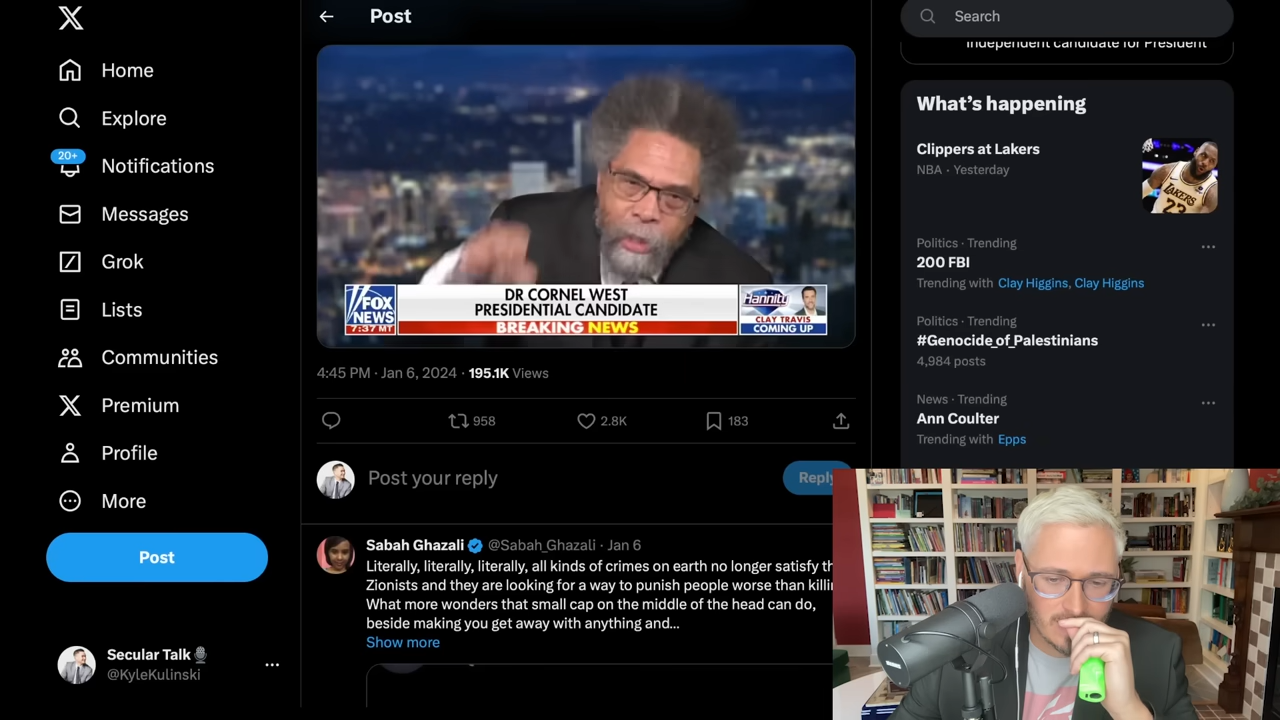 Home
Explore
20+
Notifications
Messages
Grok
Lists
Communities
Premium
Profile
More
Post
Secular Talk
@KyleKulinski
Post
DR CORNEL WEST
PRESIDENTIAL CANDIDATE
BREAKING NEWS
FOX
NEWS
7:37 MT
Hannity
CLAY TRAVIS
COMING UP
4:45 PM · Jan 6, 2024 · 195.1K Views
958
2.8K
183
Post your reply
Reply
Sabah Ghazali @Sabah_Ghazali · Jan 6
Literally, literally, literally, all kinds of crimes on earth no longer satisfy th
Zionists and they are looking for a way to punish people worse than killin
What more wonders that small cap on the middle of the head can do,
beside making you get away with anything and...
Show more
Search
Independent candidate for President
What's happening
Clippers at Lakers
NBA · Yesterday
LAKERS
23
Politics · Trending
200 FBI
Trending with Clay Higgins, Clay Higgins
Politics · Trending
#Genocide_of_Palestinians
4,984 posts
News · Trending
Ann Coulter
Trending with Epps